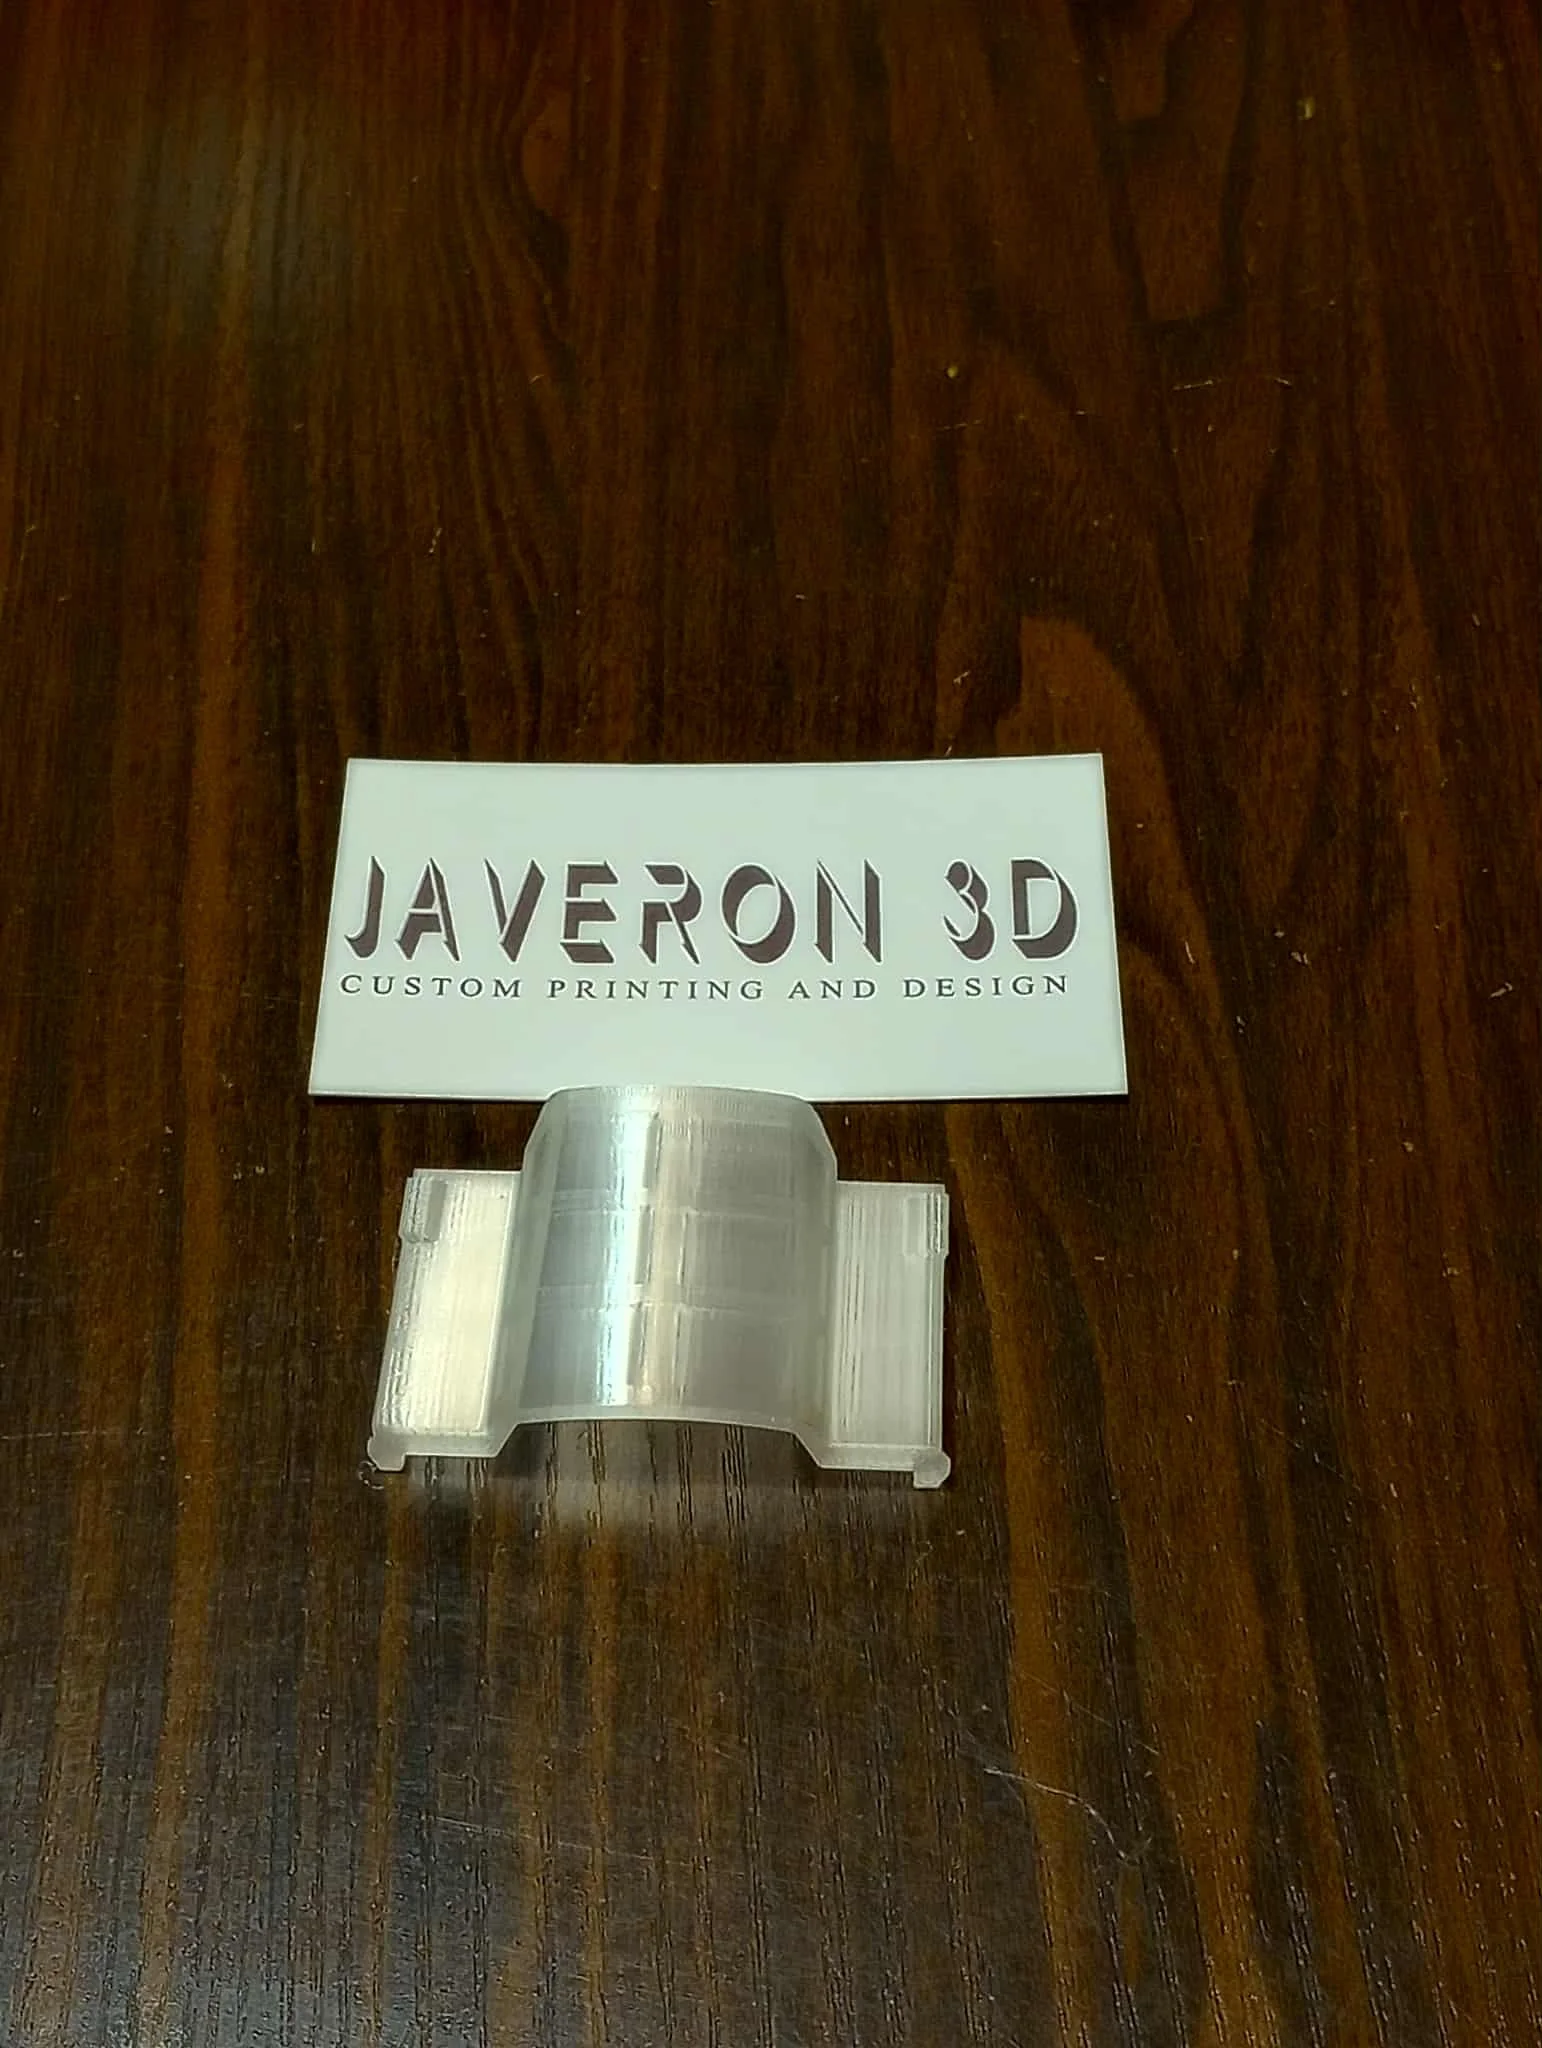 JAVERON 3D
CUSTOM PRINTING AND DESIGN